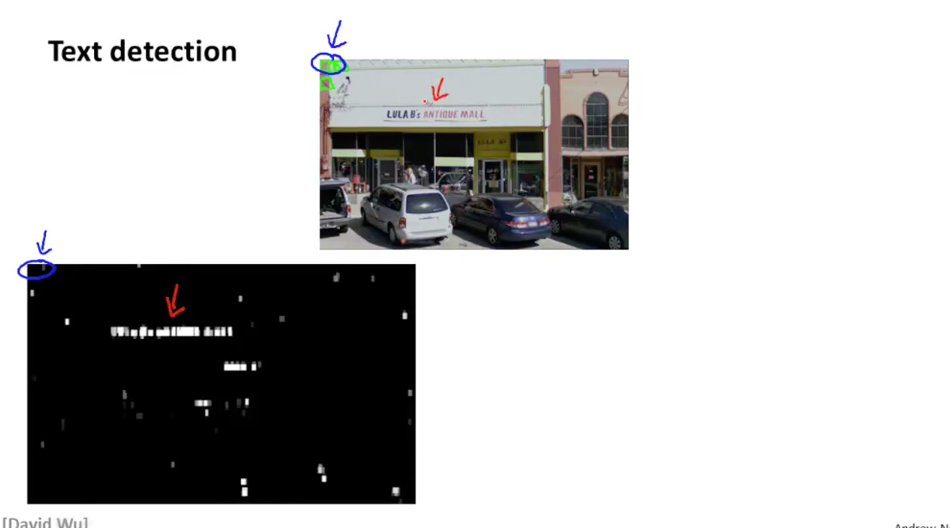 Text detection
LULA B's ANTIQUE MALL
[David Wu]